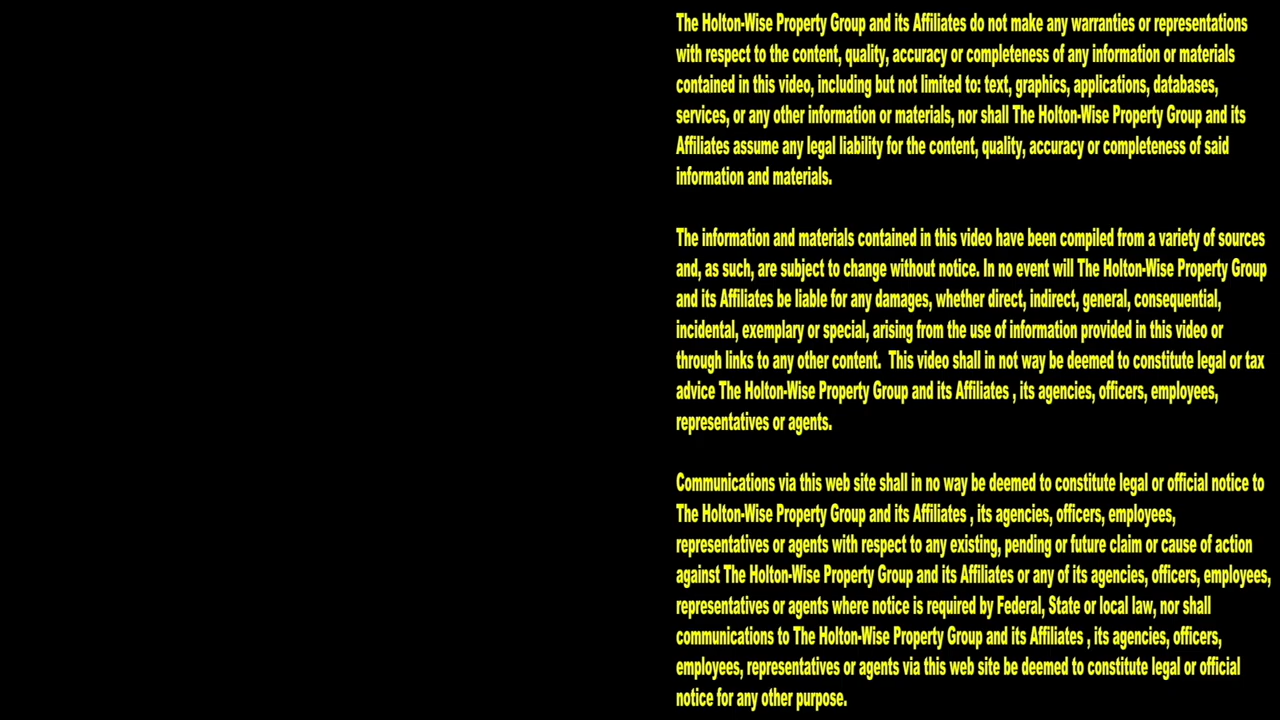 The Holton-Wise Property Group and its Affiliates do not make any warranties or representations
with respect to the content, quality, accuracy or completeness of any information or materials
contained in this video, including but not limited to: text, graphics, applications, databases,
services, or any other information or materials, nor shall The Holton-Wise Property Group and its
Affiliates assume any legal liability for the content, quality, accuracy or completeness of said
information and materials.
The information and materials contained in this video have been compiled from a variety of sources
and, as such, are subject to change without notice. In no event will The Holton-Wise Property Group
and its Affiliates be liable for any damages, whether direct, indirect, general, consequential,
incidental, exemplary or special, arising from the use of information provided in this video or
through links to any other content.  This video shall in not way be deemed to constitute legal or tax
advice The Holton-Wise Property Group and its Affiliates , its agencies, officers, employees,
representatives or agents.
Communications via this web site shall in no way be deemed to constitute legal or official notice to
The Holton-Wise Property Group and its Affiliates , its agencies, officers, employees,
representatives or agents with respect to any existing, pending or future claim or cause of action
against The Holton-Wise Property Group and its Affiliates or any of its agencies, officers, employees,
representatives or agents where notice is required by Federal, State or local law, nor shall
communications to The Holton-Wise Property Group and its Affiliates , its agencies, officers,
employees, representatives or agents via this web site be deemed to constitute legal or official
notice for any other purpose.